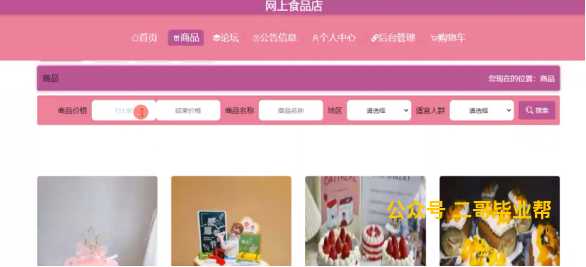 网上食品店
首页 商品 论坛 公告信息 个人中心 后台管理 购物车
商品 您现在的位置：商品
商品价格 结束价格 商品名称 商品名称 地区 请选择 适宜人群 请选择 搜索
公众号 二哥毕业帮